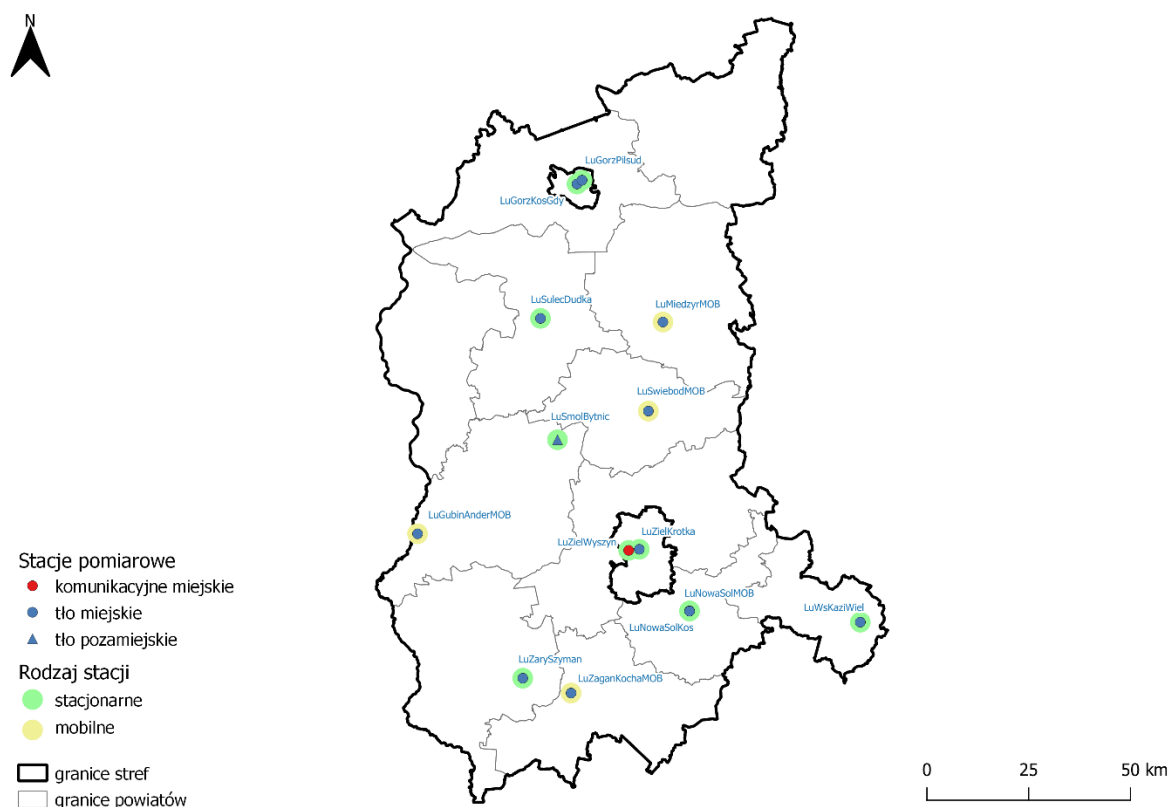 N
LuGorzPilsud
LuGorzKosGdy
LuSulecDudka
LuMiedzyrMOB
LuSwiebodMOB
LuSmolBytnic
LuGubinAnderMOB
LuZielWyszyn
LuZielKrotka
LuNowaSolMOB
LuWsKaziWiel
LuNowaSolKos
LuZarySzyman
LuZaganKochaMOB
Stacje pomiarowe
komunikacyjne miejskie
tło miejskie
tło pozamiejskie
Rodzaj stacji
stacjonarne
mobilne
granice stref
granice powiatów
0 25 50 km